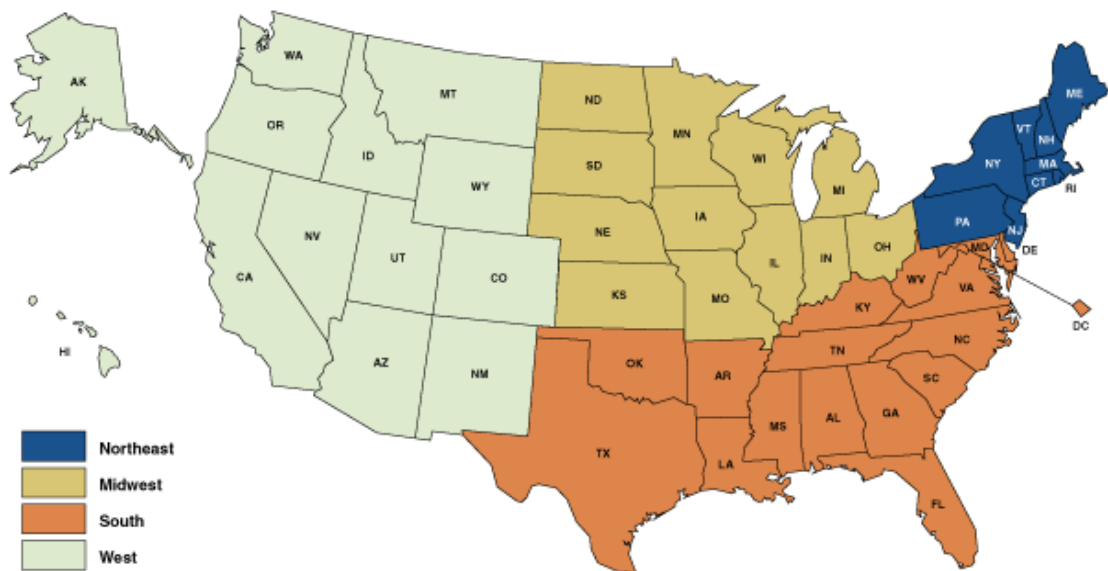 AK
WA
MT
ND
MN
ME
OR
ID
SD
WI
MI
VT
NH
NY
MA
CT
RI
WY
IA
PA
NJ
NV
UT
NE
IL
IN
OH
MD
DE
CA
CO
KS
MO
WV
VA
KY
DC
HI
AZ
NM
OK
AR
TN
NC
SC
TX
LA
MS
AL
GA
FL
Northeast
Midwest
South
West